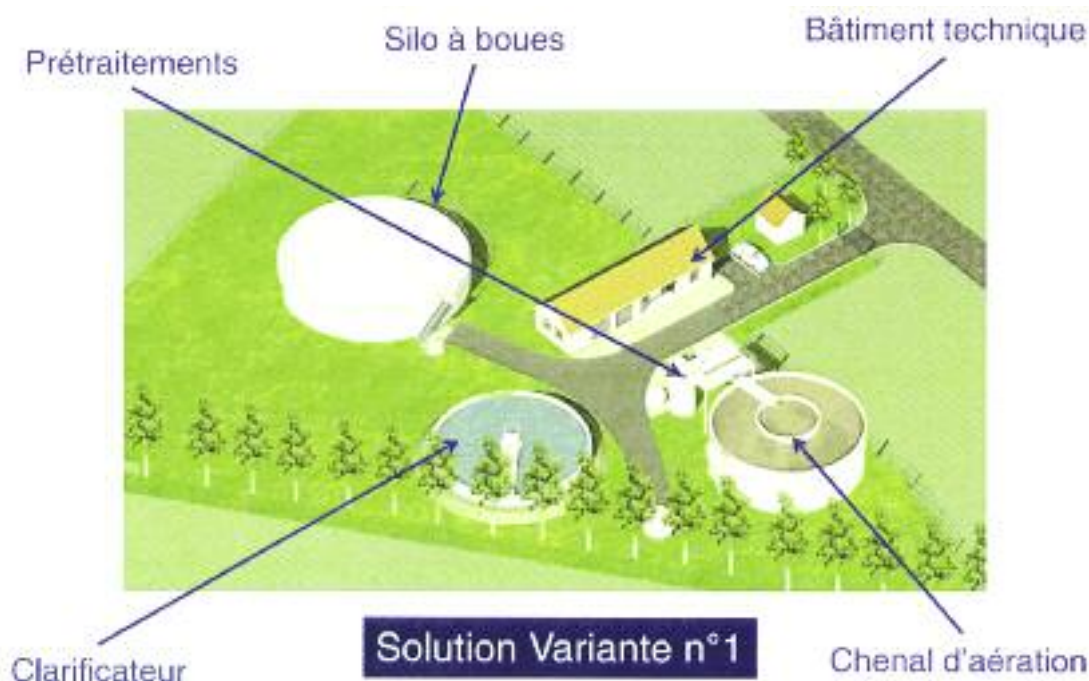 Silo à boues
Bâtiment technique
Prétraitements
Clarificateur
Solution Variante n°1
Chenal d'aération